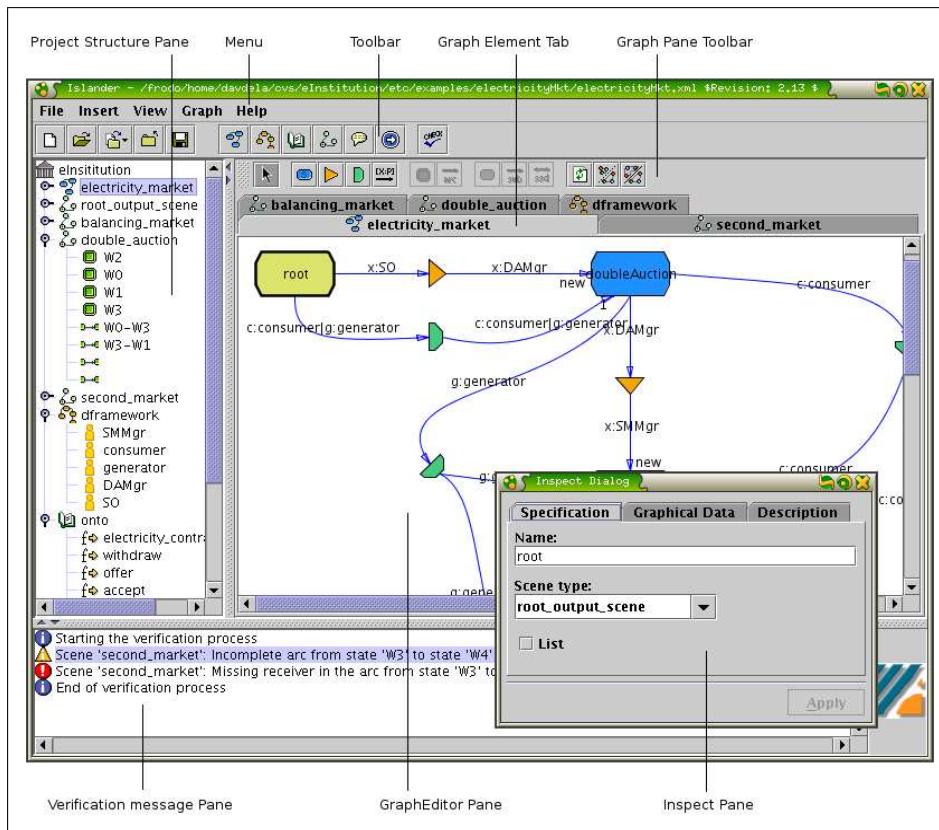 Project Structure Pane
Menu
Toolbar
Graph Element Tab
Graph Pane Toolbar
Islander - /frodo/home/davdela/cvs/eInstitution/etc/examples/electricityMkt/electricityMkt.xml $Revision: 2.13 $
File Insert View Graph Help
CHECK
eInsititution
electricity_market
root_output_scene
balancing_market
double_auction
W2
W0
W1
W3
W0-W3
W3-W1
second_market
dframework
SMMgr
consumer
generator
DAMgr
SO
onto
electricity_contra
withdraw
offer
accept
balancing_market
double_auction
dframework
electricity_market
second_market
root
x:SO
x:DAMgr
new
doubleAuction
c:consumer
c:consumer|g:generator
c:consumer|g:generator
x:DAMgr
g:generator
x:SMMgr
new
c:consumer
Inspect Dialog
Specification
Graphical Data
Description
Name:
root
Scene type:
root_output_scene
List
Apply
Starting the verification process
Scene 'second_market': Incomplete arc from state 'W3' to state 'W4'
Scene 'second_market': Missing receiver in the arc from state 'W3' to
End of verification process
Verification message Pane
GraphEditor Pane
Inspect Pane